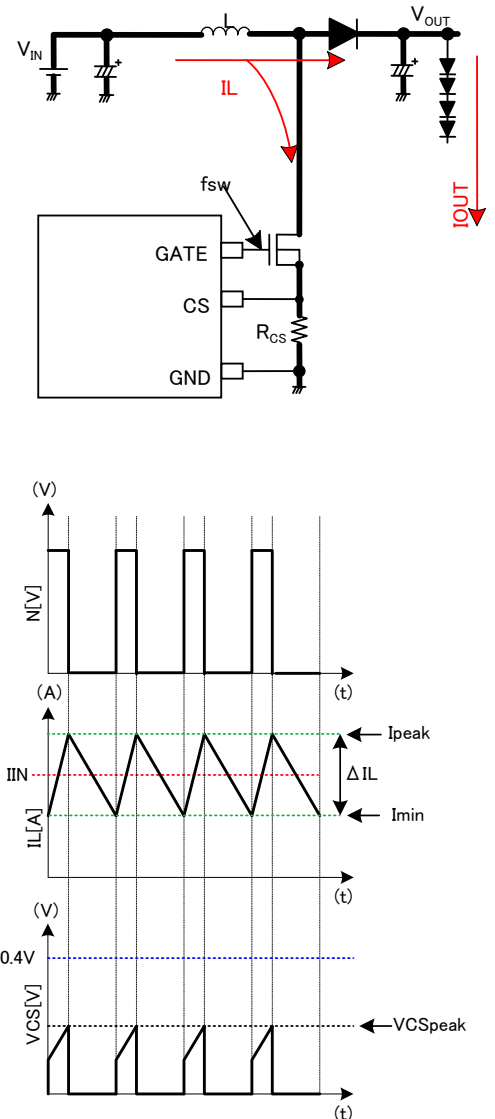 L
VOUT
VIN
IL
fsw
IOUT
GATE
CS
RCS
GND
(V)
N[V]
(t)
(A)
Ipeak
IIN
ΔIL
IL[A]
Imin
(t)
(V)
0.4V
VCS[V]
VCSpeak
(t)